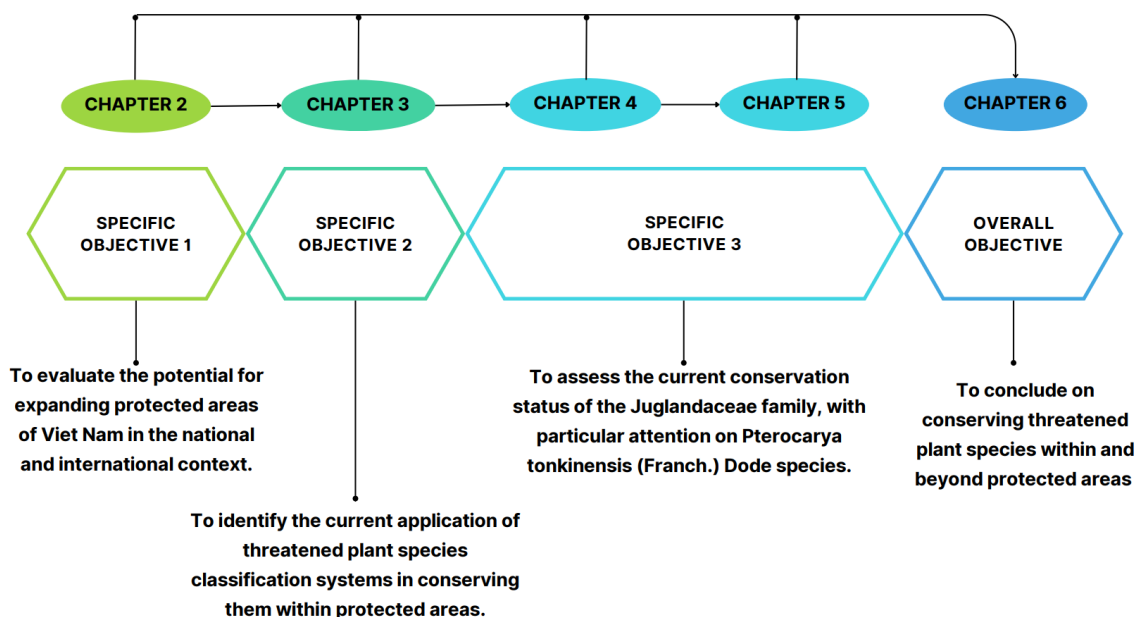 CHAPTER 2
CHAPTER 3
CHAPTER 4
CHAPTER 5
CHAPTER 6
SPECIFIC
OBJECTIVE 1
SPECIFIC
OBJECTIVE 2
SPECIFIC
OBJECTIVE 3
OVERALL
OBJECTIVE
To evaluate the potential for
expanding protected areas
of Viet Nam in the national
and international context.
To identify the current application of
threatened plant species
classification systems in conserving
them within protected areas.
To assess the current conservation
status of the Juglandaceae family, with
particular attention on Pterocarya
tonkinensis (Franch.) Dode species.
To conclude on
conserving threatened
plant species within and
beyond protected areas